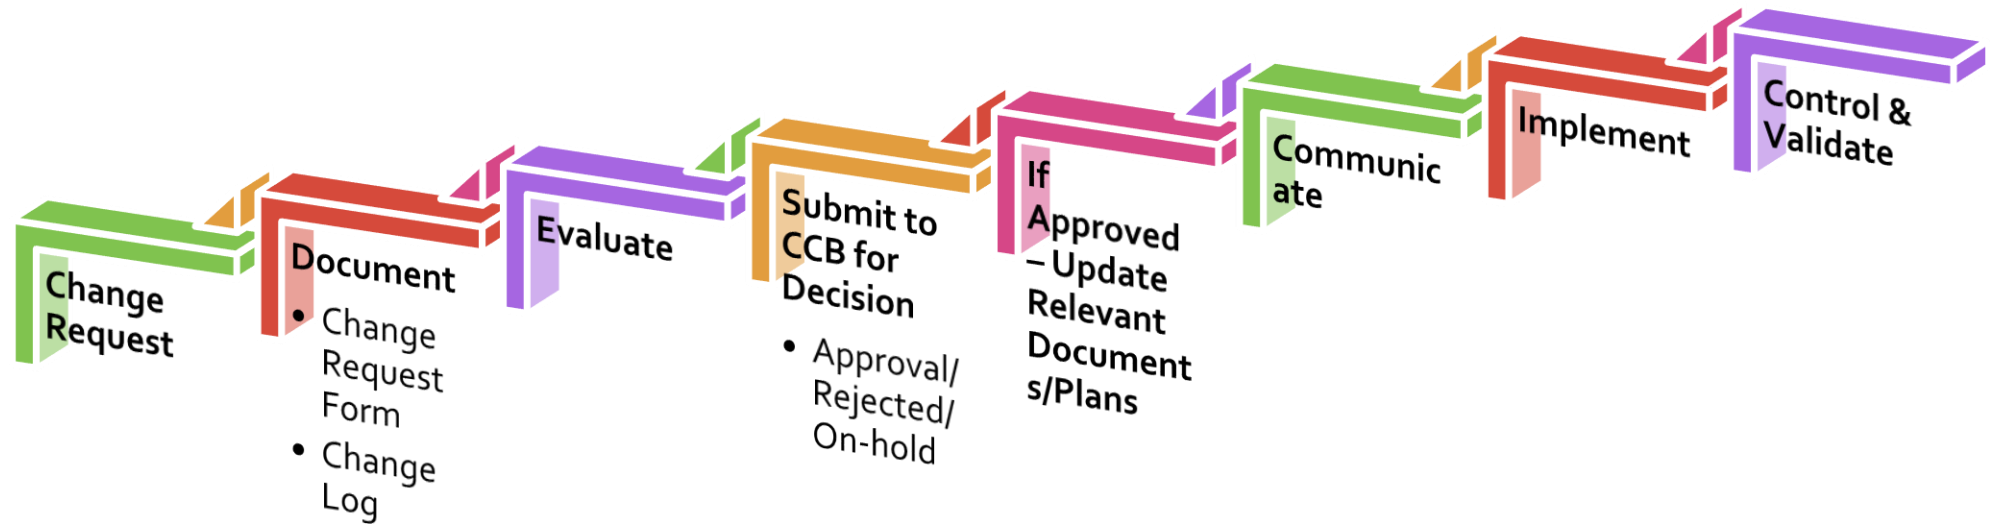 Change
Request
Document
• Change
Request
Form
• Change
Log
Evaluate
Submit to
CCB for
Decision
• Approval/
Rejected/
On-hold
If
Approved
– Update
Relevant
Document
s/Plans
Communic
ate
Implement
Control &
Validate